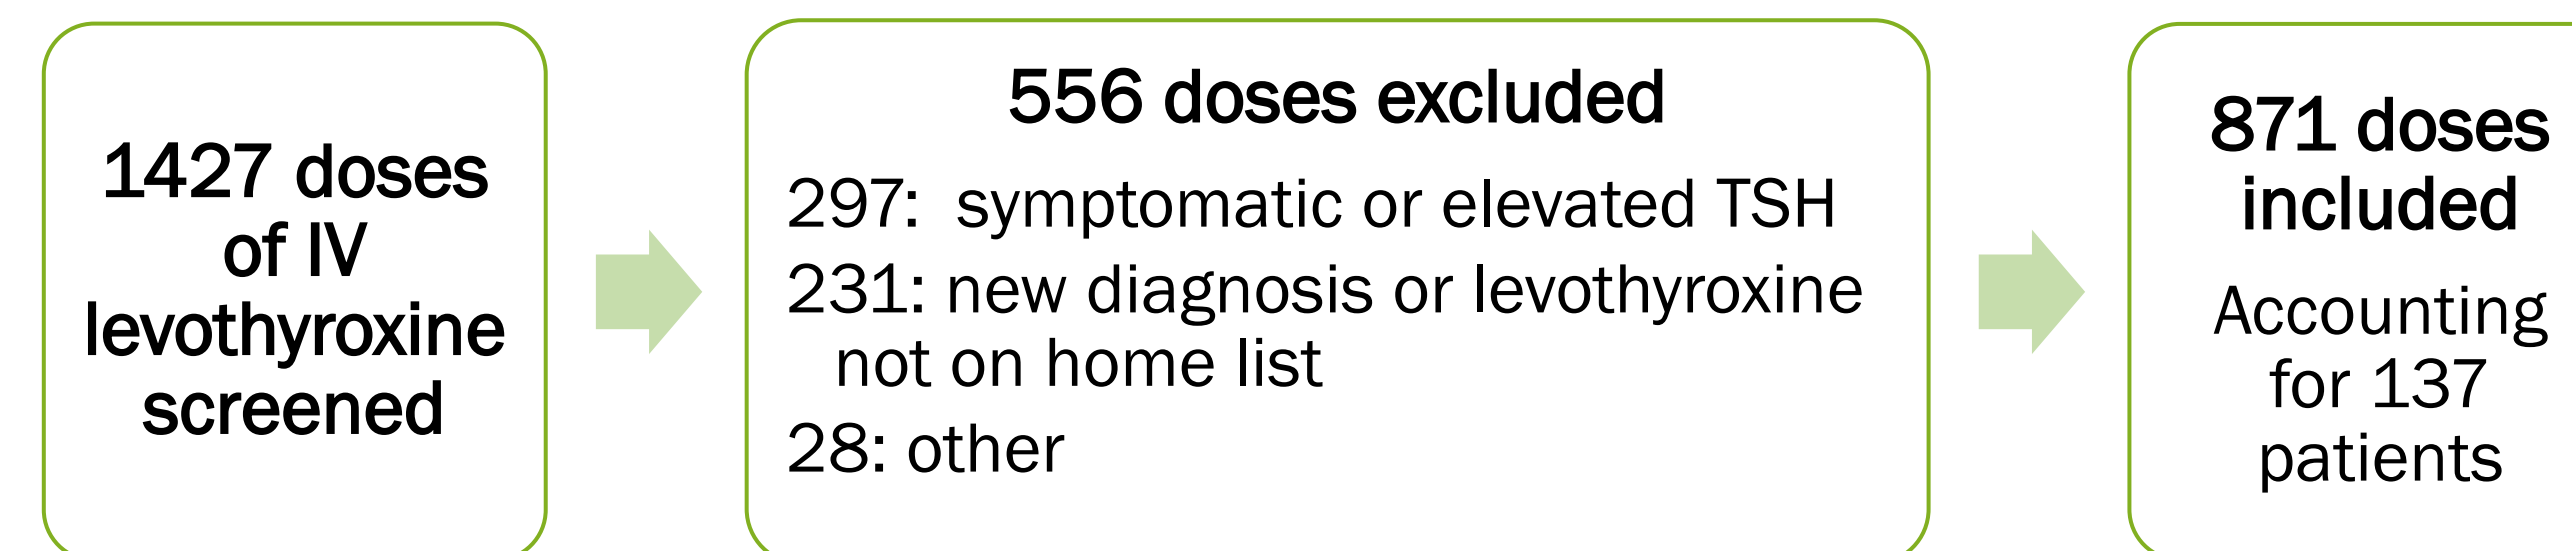 1427 doses
of IV
levothyroxine
screened
556 doses excluded
297: symptomatic or elevated TSH
231: new diagnosis or levothyroxine
not on home list
28: other
871 doses
included
Accounting
for 137
patients